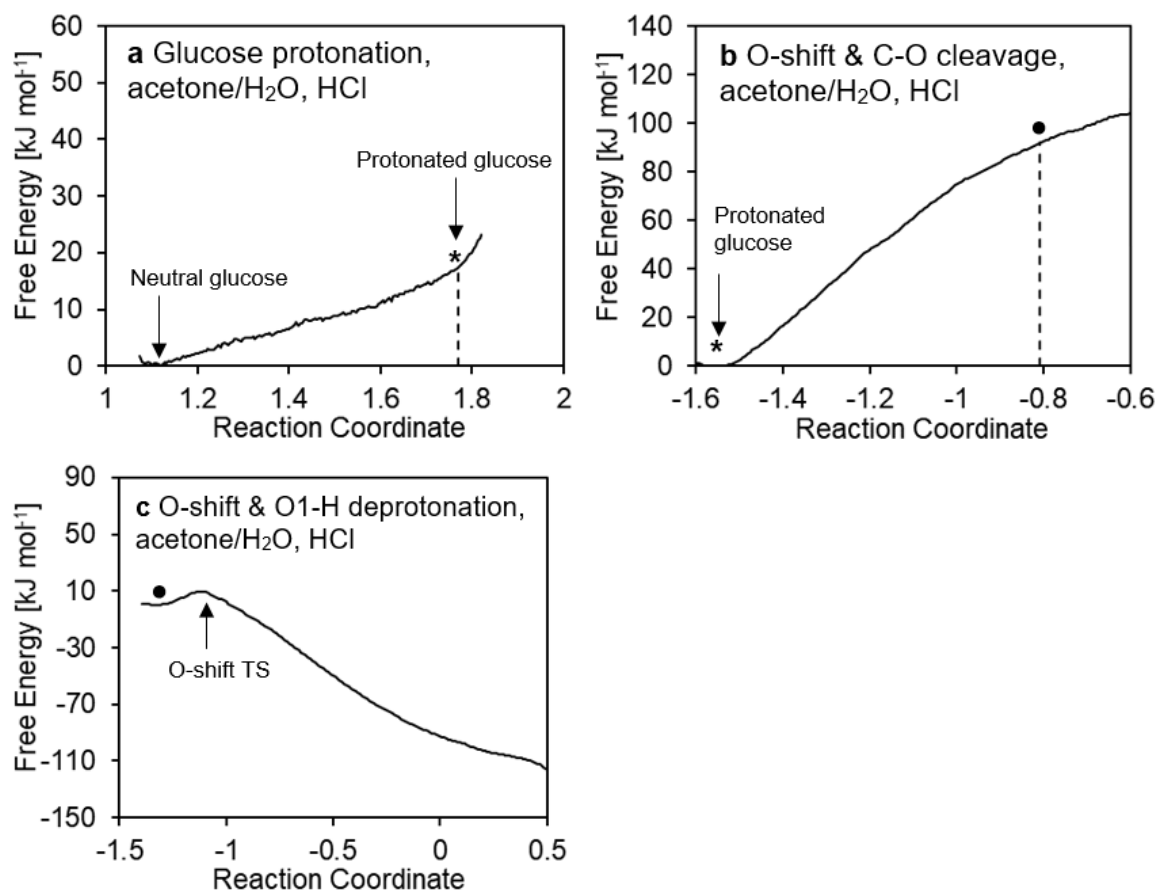 a Glucose protonation,
acetone/H₂O, HCl
Free Energy [kJ mol⁻¹]
60
50
40
30
20
10
0
Protonated glucose
*
Neutral glucose
1
1.2
1.4
1.6
1.8
2
Reaction Coordinate
b O-shift & C-O cleavage,
acetone/H₂O, HCl
Free Energy [kJ mol⁻¹]
140
120
100
80
60
40
20
0
Protonated
glucose
*
-1.6
-1.4
-1.2
-1
-0.8
-0.6
Reaction Coordinate
c O-shift & O1-H deprotonation,
acetone/H₂O, HCl
Free Energy [kJ mol⁻¹]
90
50
10
-30
-70
-110
-150
O-shift TS
-1.5
-1
-0.5
0
0.5
Reaction Coordinate